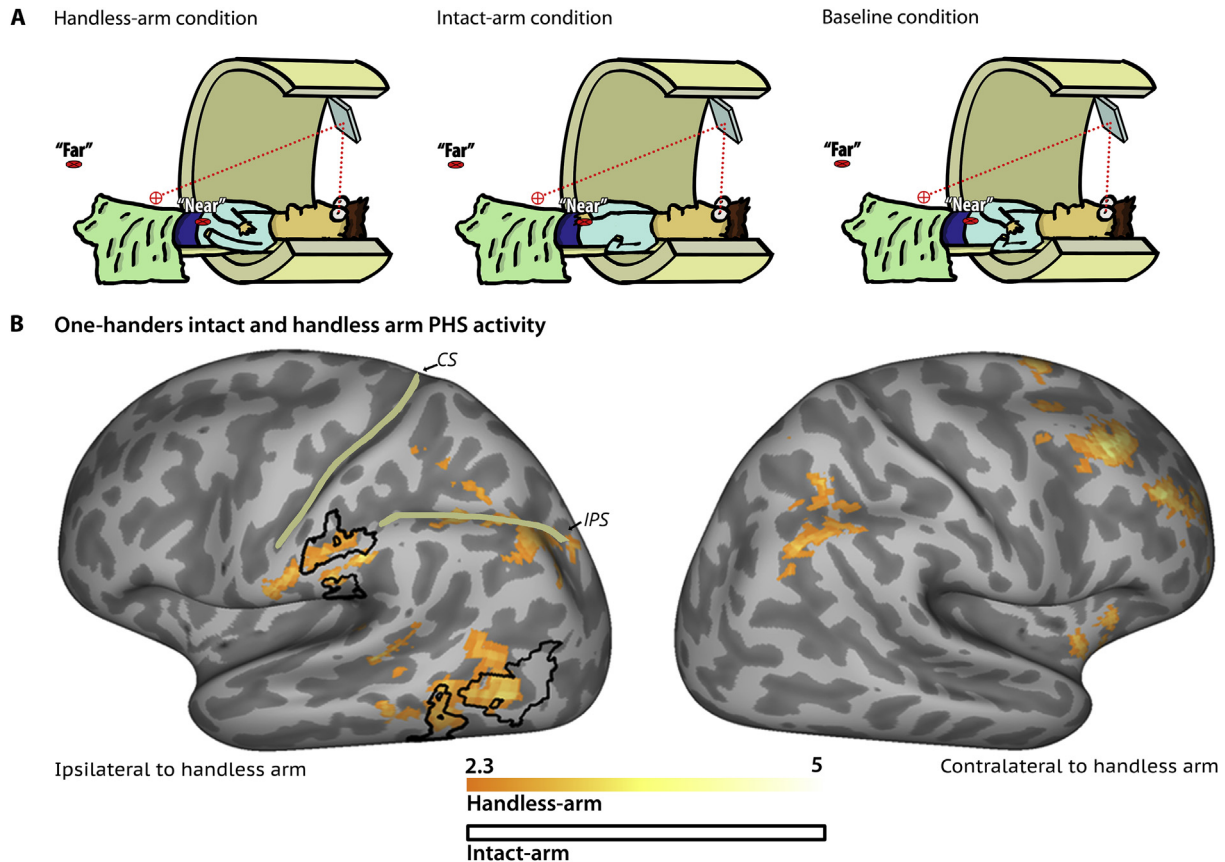 A
Handless-arm condition
Intact-arm condition
Baseline condition
"Far"
"Near"
"Far"
"Near"
"Far"
"Near"
B
One-handers intact and handless arm PHS activity
CS
IPS
Ipsilateral to handless arm
2.3
5
Contralateral to handless arm
Handless-arm
Intact-arm